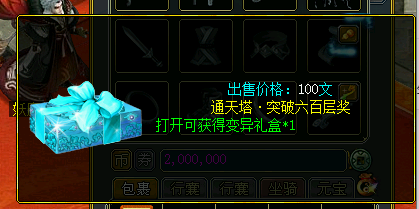 出售价格：100文
通天塔·突破六百层奖
打开可获得变异礼盒*1
币 券 2,000,000
包裹 行囊 行囊 坐骑 元宝